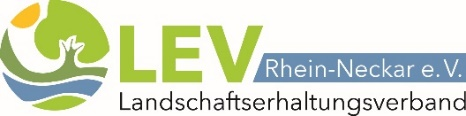 LEV Rhein-Neckar e.V.
Landschaftserhaltungsverband